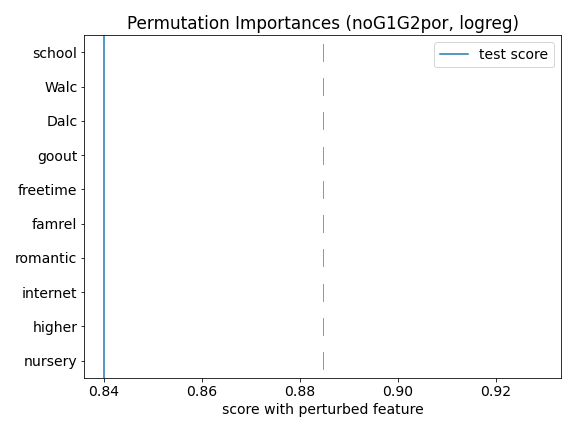 Permutation Importances (noG1G2por, logreg)
test score
school
Walc
Dalc
goout
freetime
famrel
romantic
internet
higher
nursery
0.84 0.86 0.88 0.90 0.92
score with perturbed feature